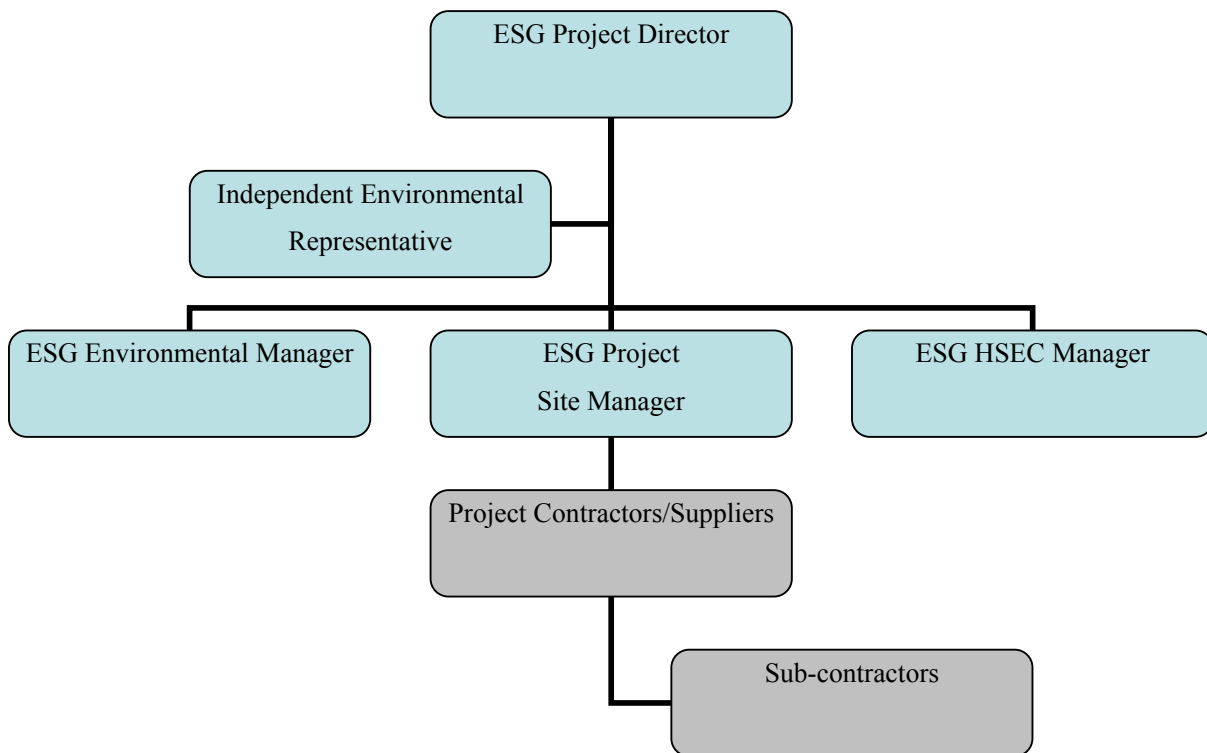 ESG Project Director
Independent Environmental
Representative
ESG Environmental Manager
ESG Project
Site Manager
ESG HSEC Manager
Project Contractors/Suppliers
Sub-contractors